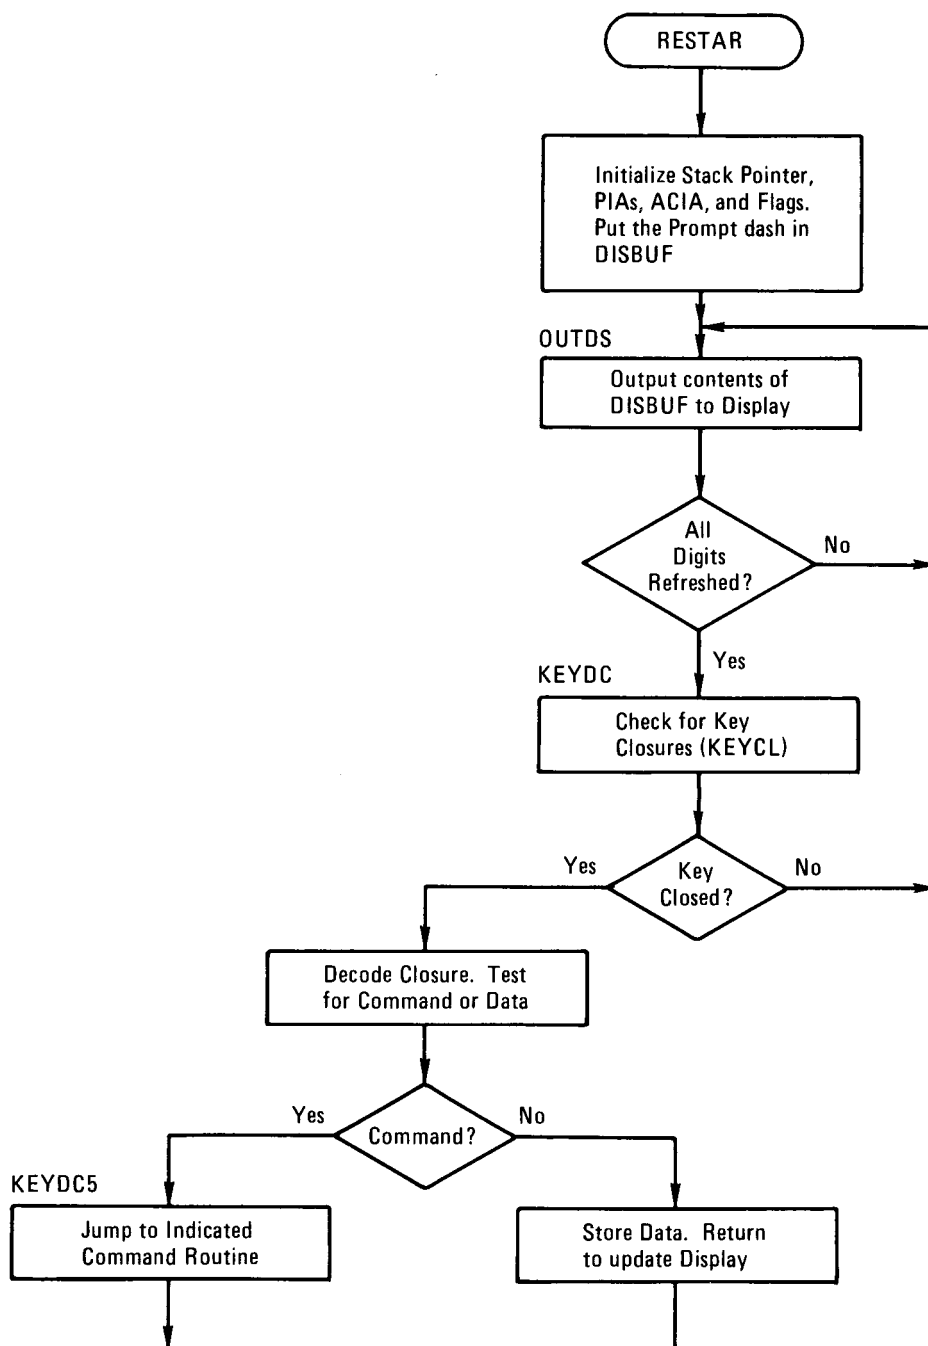 RESTAR
Initialize Stack Pointer,
PIAs, ACIA, and Flags.
Put the Prompt dash in
DISBUF
OUTDS
Output contents of
DISBUF to Display
All
Digits
Refreshed?
No
Yes
KEYDC
Check for Key
Closures (KEYCL)
Yes
Key
Closed?
No
Decode Closure. Test
for Command or Data
Yes
Command?
No
KEYDC5
Jump to Indicated
Command Routine
Store Data. Return
to update Display